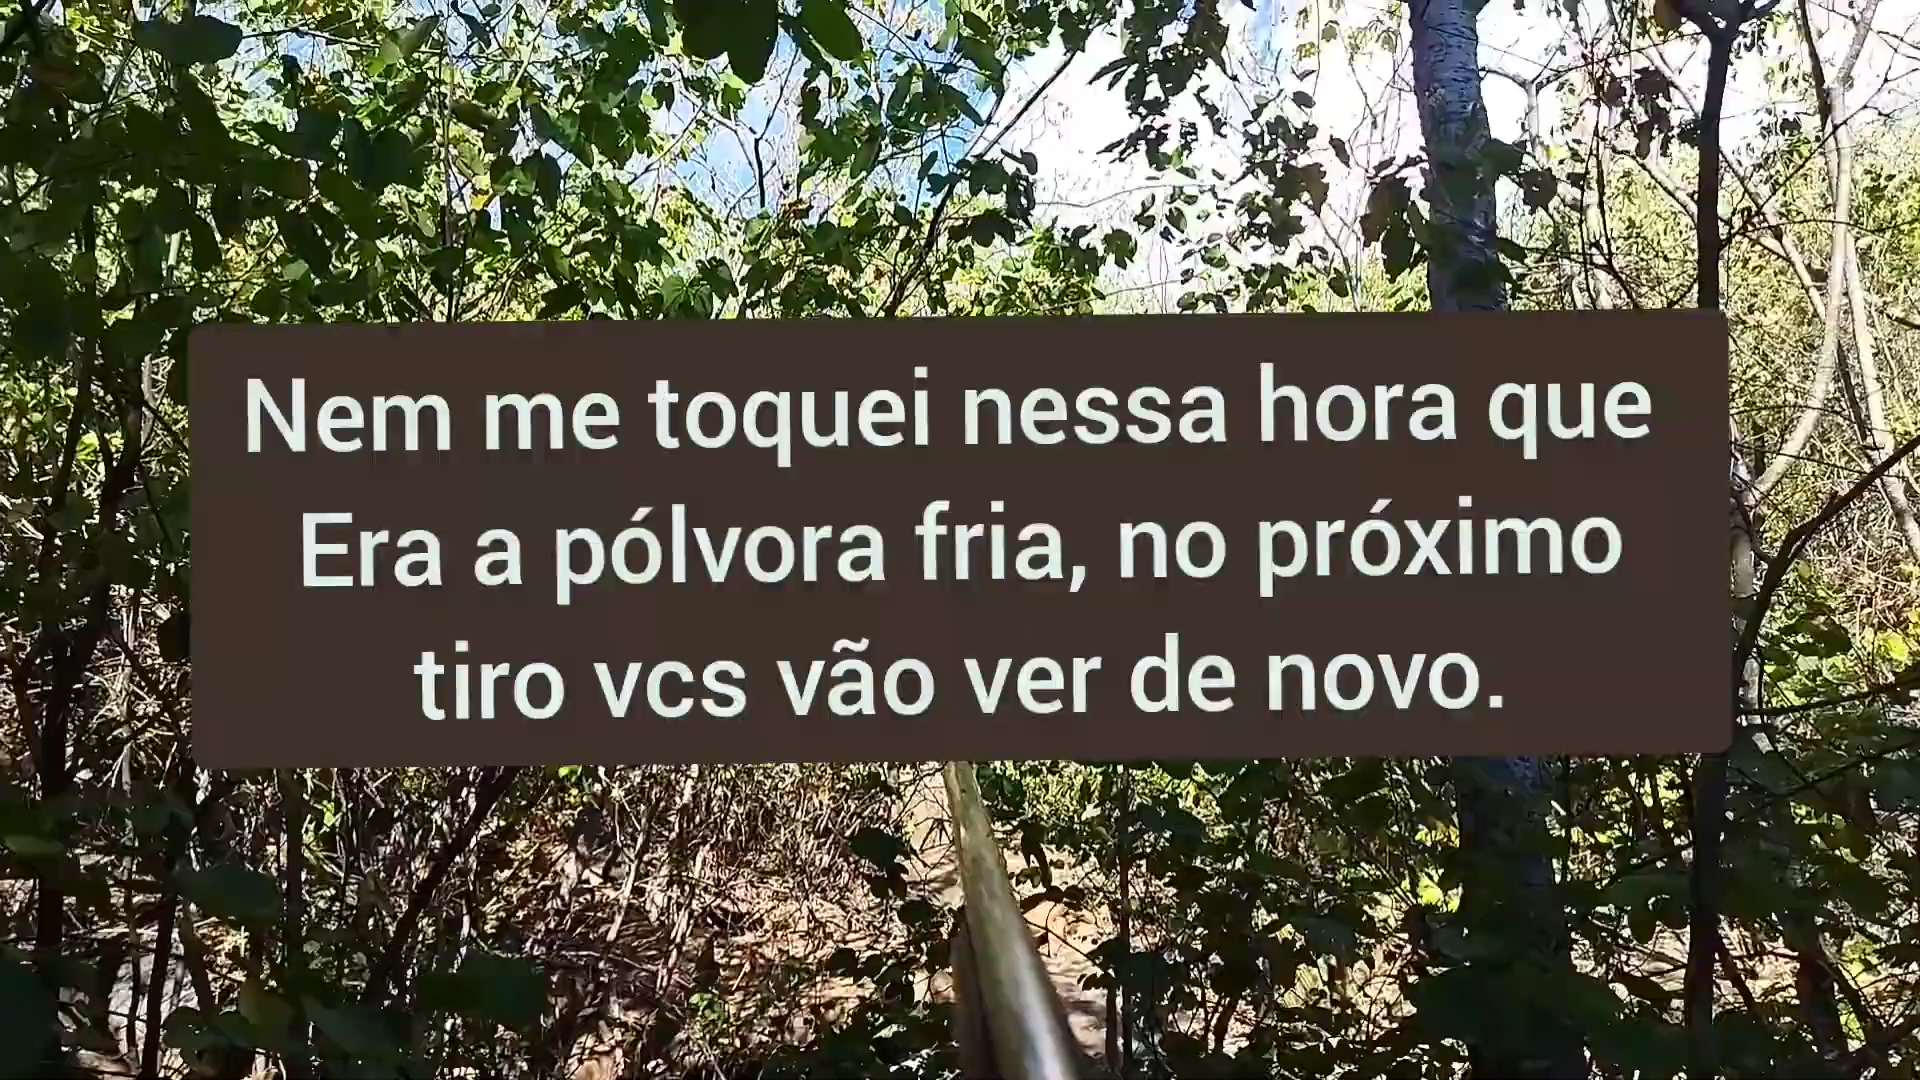 Nem me toquei nessa hora que
Era a pólvora fria, no próximo
tiro vcs vão ver de novo.